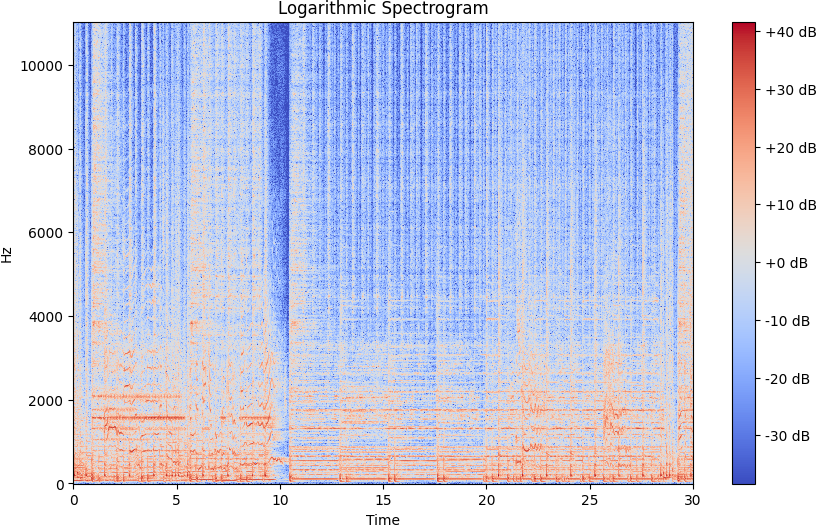 Logarithmic Spectrogram
Hz
10000
8000
6000
4000
2000
0
0 5 10 15 20 25 30
Time
+40 dB
+30 dB
+20 dB
+10 dB
+0 dB
-10 dB
-20 dB
-30 dB